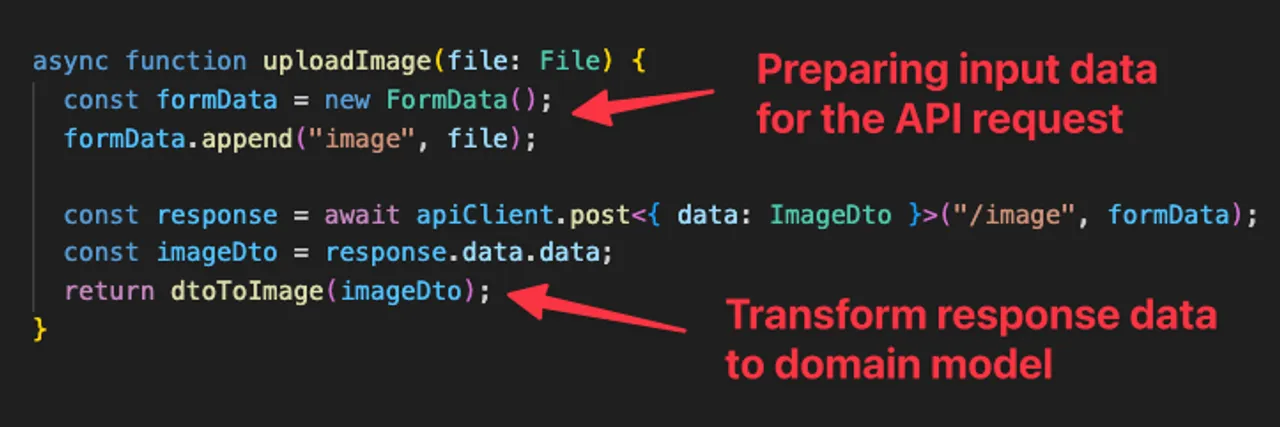 async function uploadImage(file: File) {
const formData = new FormData();
formData.append("image", file);
Preparing input data
for the API request
const response = await apiClient.post<{ data: ImageDto }>("/image", formData);
const imageDto = response.data.data;
return dtoToImage(imageDto);
}
Transform response data
to domain model